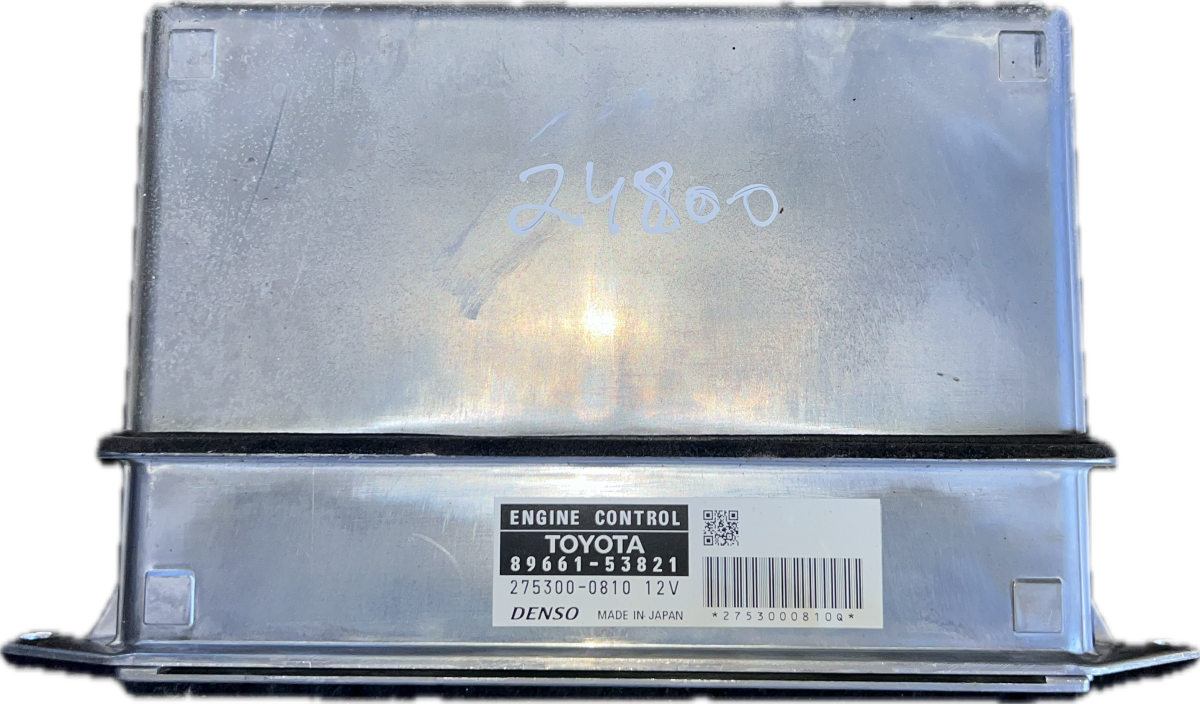 24800
ENGINE CONTROL
TOYOTA
89661-53821
275300-0810 12V
DENSO MADE IN JAPAN
*2753000810Q*